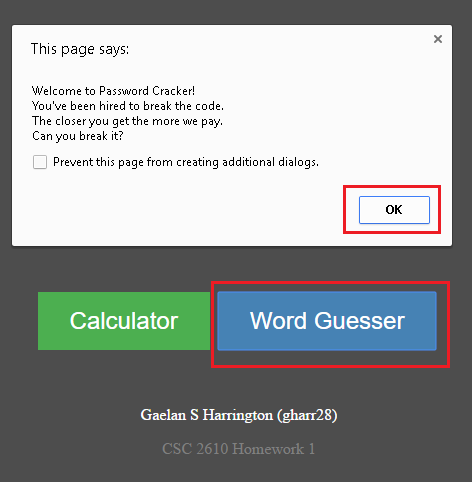 This page says:
Welcome to Password Cracker!
You've been hired to break the code.
The closer you get the more we pay.
Can you break it?
Prevent this page from creating additional dialogs.
OK
Calculator Word Guesser
Gaelan S Harrington (gharr28)
CSC 2610 Homework 1